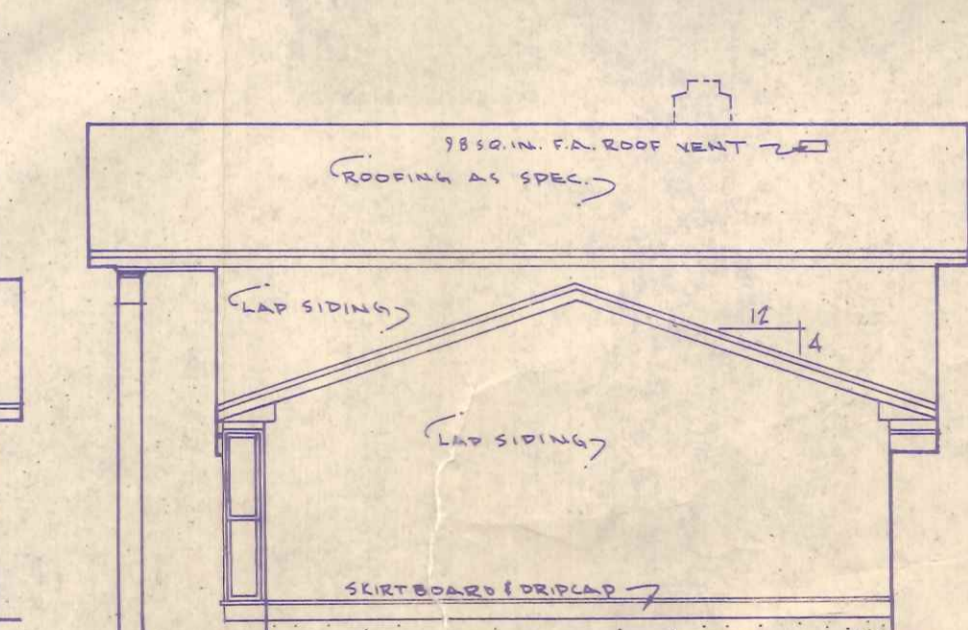 98 SQ. IN. F.A. ROOF VENT
ROOFING AS SPEC.
LAP SIDING
12
4
LAP SIDING
SKIRTBOARD & DRIPCAP